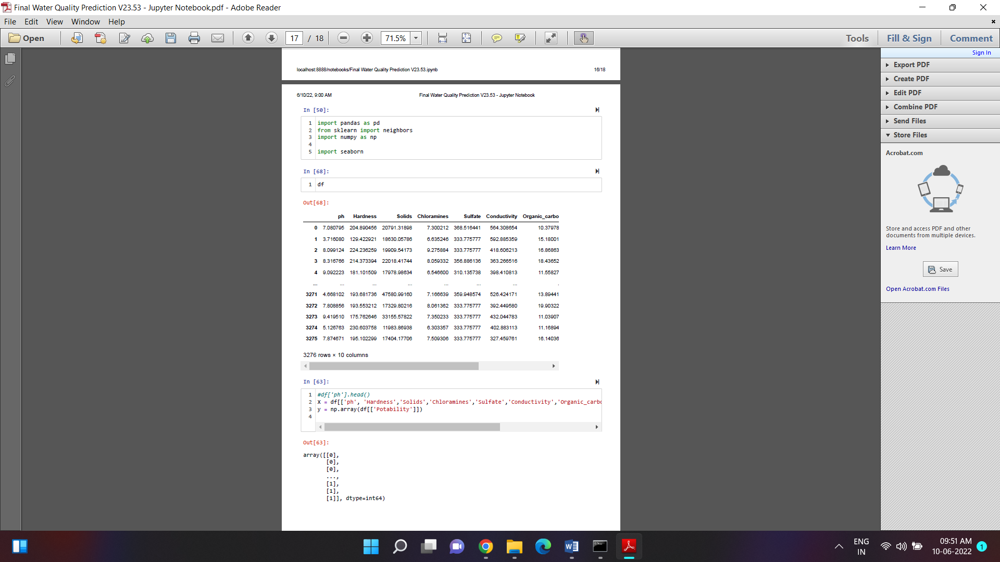 Final Water Quality Prediction V23.53 - Jupyter Notebook.pdf - Adobe Reader
File Edit View Window Help
Open 17 / 18 71.5% Tools Fill & Sign Comment
Sign In
Export PDF
Create PDF
Edit PDF
Combine PDF
Send Files
Store Files
Acrobat.com
Store and access PDF and other
documents from multiple devices.
Learn More
Save
Open Acrobat.com Files
localhost:8888/notebooks/Final Water Quality Prediction V23.53.ipynb 16/18
6/10/22, 9:00 AM Final Water Quality Prediction V23.53 - Jupyter Notebook
In [50]:
1 import pandas as pd
2 from sklearn import neighbors
3 import numpy as np
4
5 import seaborn
In [68]:
1 df
Out[68]:
ph Hardness Solids Chloramines Sulfate Conductivity Organic_carbo
0 7.080795 204.890456 20791.31898 7.300212 368.516441 564.308654 10.37978
1 3.716080 129.422921 18630.05786 6.635246 333.775777 592.885359 15.18001
2 8.099124 224.236259 19909.54173 9.275884 333.775777 418.606213 16.86863
3 8.316766 214.373394 22018.41744 8.059332 356.886136 363.266516 18.43652
4 9.092223 181.101509 17978.98634 6.546600 310.135738 398.410813 11.55827
... ... ... ... ... ... ... .
3271 4.668102 193.681736 47580.99160 7.166639 359.948574 526.424171 13.89441
3272 7.808856 193.553212 17329.80216 8.061362 333.775777 392.449580 19.90322
3273 9.419510 175.762646 33155.57822 7.350233 333.775777 432.044783 11.03907
3274 5.126763 230.603758 11983.86938 6.303357 333.775777 402.883113 11.16894
3275 7.874671 195.102299 17404.17706 7.509306 333.775777 327.459761 16.14036
3276 rows × 10 columns
In [63]:
1 #df['ph'].head()
2 X = df[['ph', 'Hardness','Solids','Chloramines','Sulfate','Conductivity','Organic_carbo
3 y = np.array(df[['Potability']])
4
Out[63]:
array([[0],
[0],
[0],
...,
[1],
[1],
[1]], dtype=int64)
ENG
IN
09:51 AM
10-06-2022
1